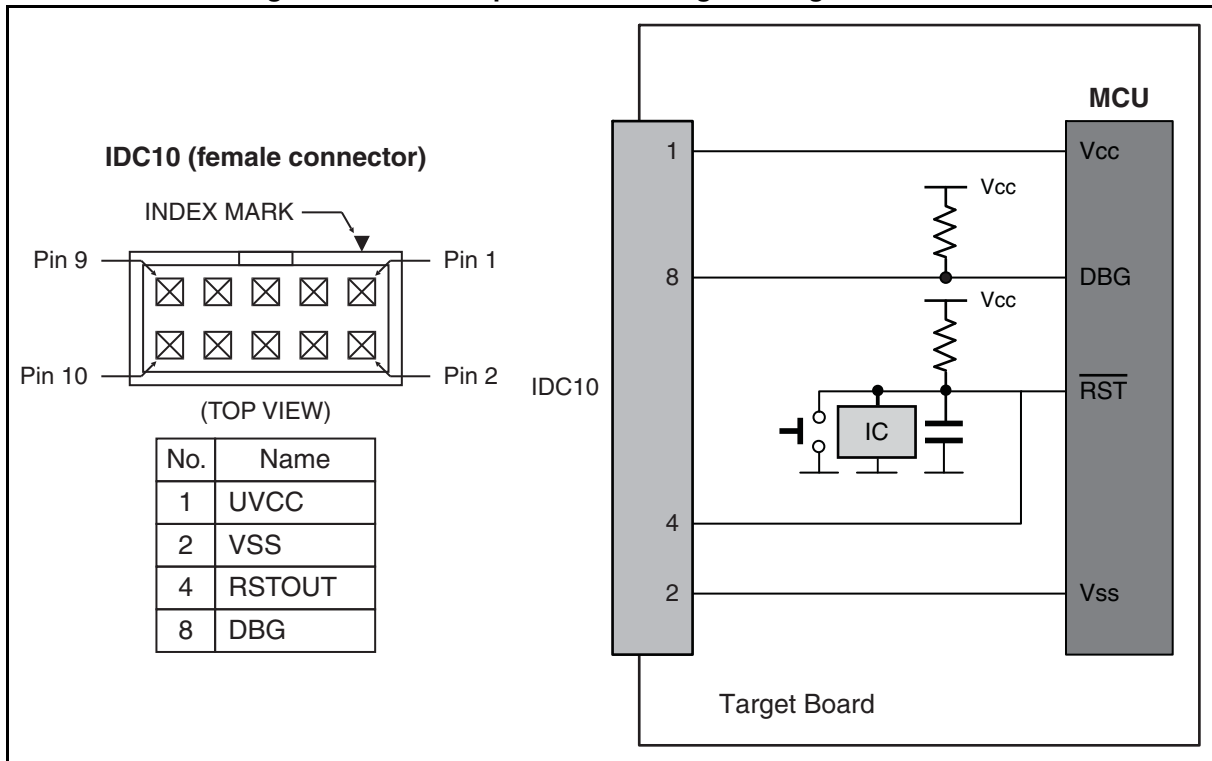 IDC10 (female connector)
INDEX MARK
Pin 9
Pin 1
Pin 10
Pin 2
(TOP VIEW)
No. Name
1 UVCC
2 VSS
4 RSTOUT
8 DBG
MCU
1
Vcc
Vcc
8
DBG
Vcc
IDC10
RST
IC
4
2
Vss
Target Board